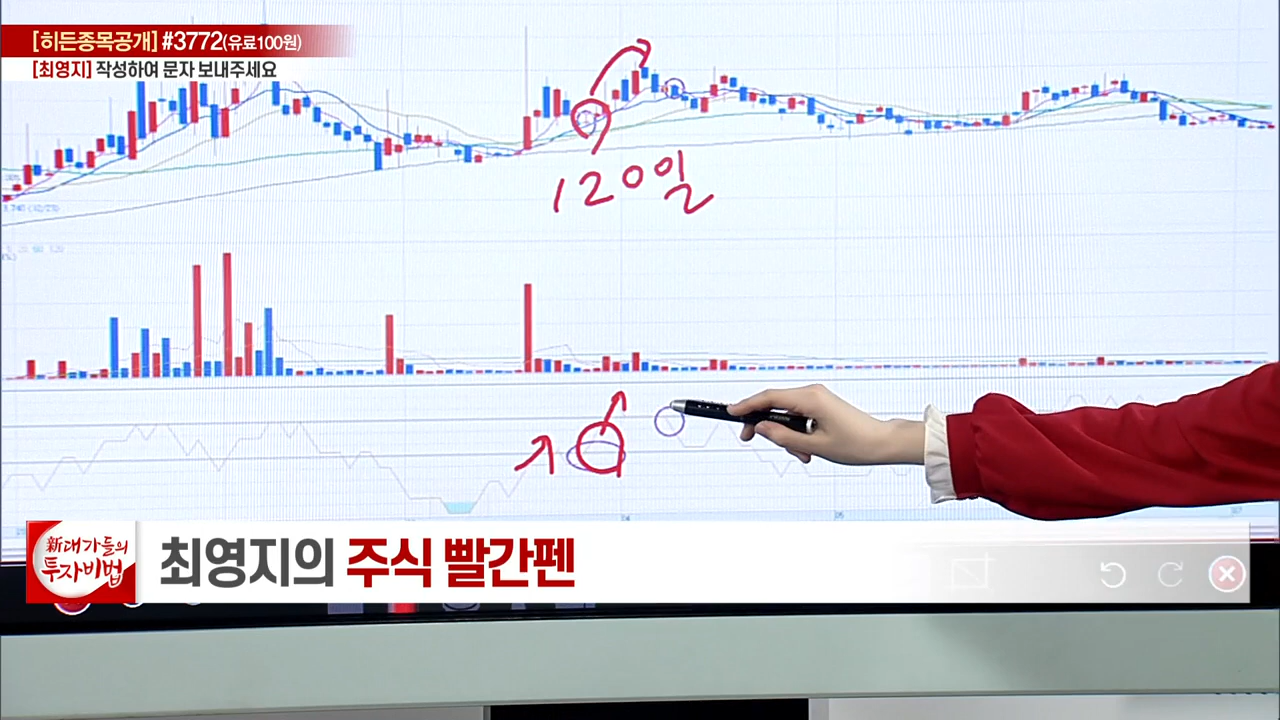 [히든종목공개] #3772(유료100원)
[최영지] 작성하여 문자 보내주세요
120일
新대가들의
투자비법
최영지의 주식 빨간펜